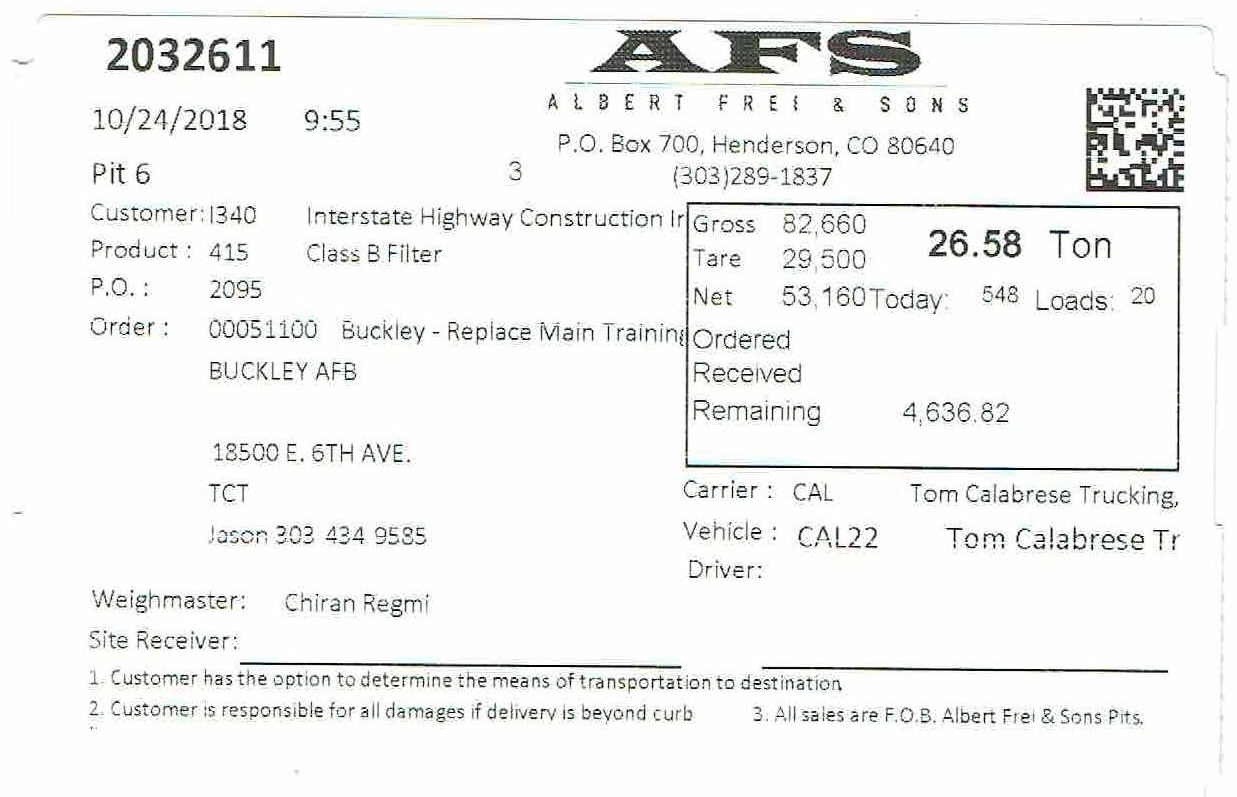 2032611
AFS
ALBERT FREI & SONS
10/24/2018 9:55
P.O. Box 700, Henderson, CO 80640
Pit 6 3 (303)289-1837
Customer: I340 Interstate Highway Construction Ir
Gross 82,660 26.58 Ton
Product : 415 Class B Filter
Tare 29,500
P.O. : 2095
Net 53,160 Today: 548 Loads: 20
Order : 00051100 Buckley - Replace Main Training
Ordered
BUCKLEY AFB
Received
Remaining 4,636.82
18500 E. 6TH AVE.
TCT
Carrier : CAL Tom Calabrese Trucking,
Jason 303 434 9585
Vehicle : CAL22 Tom Calabrese Tr
Driver:
Weighmaster: Chiran Regmi
Site Receiver:
1. Customer has the option to determine the means of transportation to destination
2. Customer is responsible for all damages if delivery is beyond curb 3. All sales are F.O.B. Albert Frei & Sons Pits.